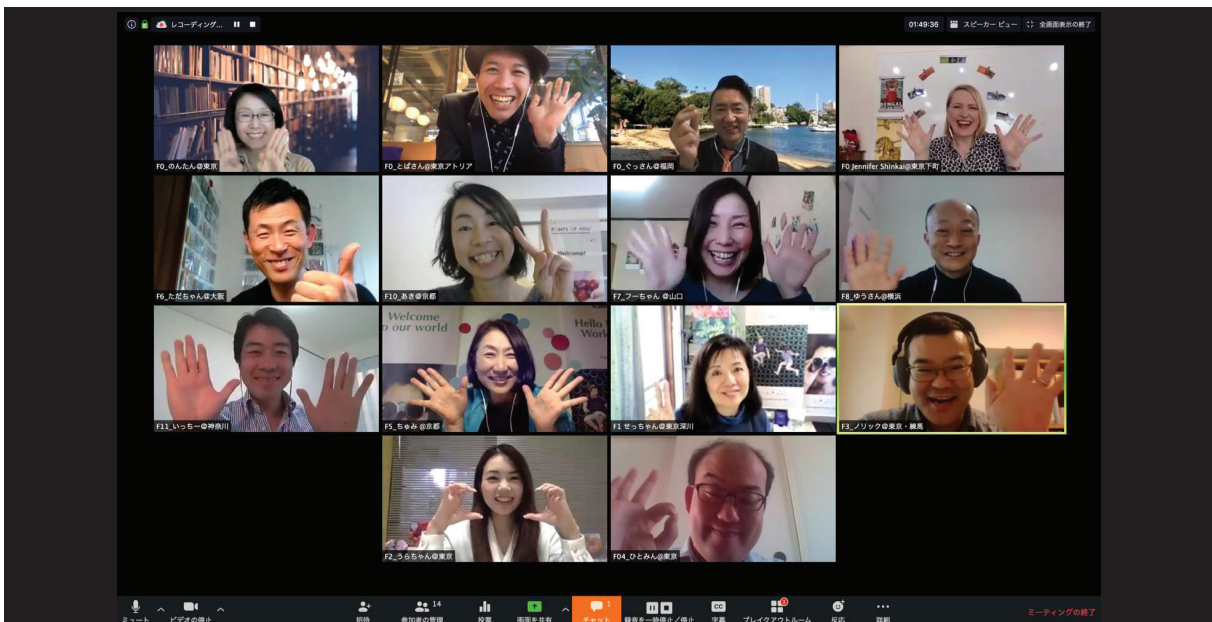 レコーディング...
01:49:36 スピーカー ビュー 全画面表示の終了
F0_のんたん@東京
F0_とばさん@東京アトリア
F0_ぐっさん@福岡
F0 Jennifer Shinkai@東京下町
F6_ただちゃん@大阪
POINTS OF YOU
Welcome!
F10_あき@京都
F7_フーちゃん @山口
F8_ゆうさん@横浜
F11_いっちー@神奈川
Welcome
o our world
Hello
F5_ちゅみ @京都
F1 せっちゃん@東京深川
F3_ノリック@東京・練馬
F2_うらちゃん@東京
F04_ひとみん@東京
ミュート
ビデオの停止
招待
14
参加者の管理
投票
画面を共有
1
チャット
録音を一時停止/停止
CC
字幕
ブレイクアウトルーム
反応
詳細
ミーティングの終了